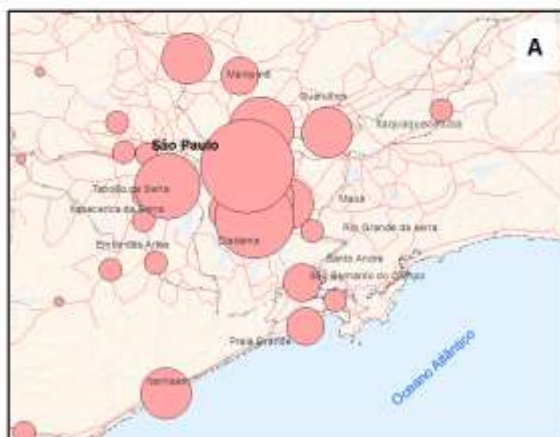 A
Mairiporã
Guarulhos
Itaquaquecetuba
São Paulo
Taboão da Serra
Itapecerica da Serra
Mauá
Rio Grande da serra
Embu das Artes
Diadema
Santo André
São Bernardo do Campo
Praia Grande
Itanhaém
Oceano Atlântico